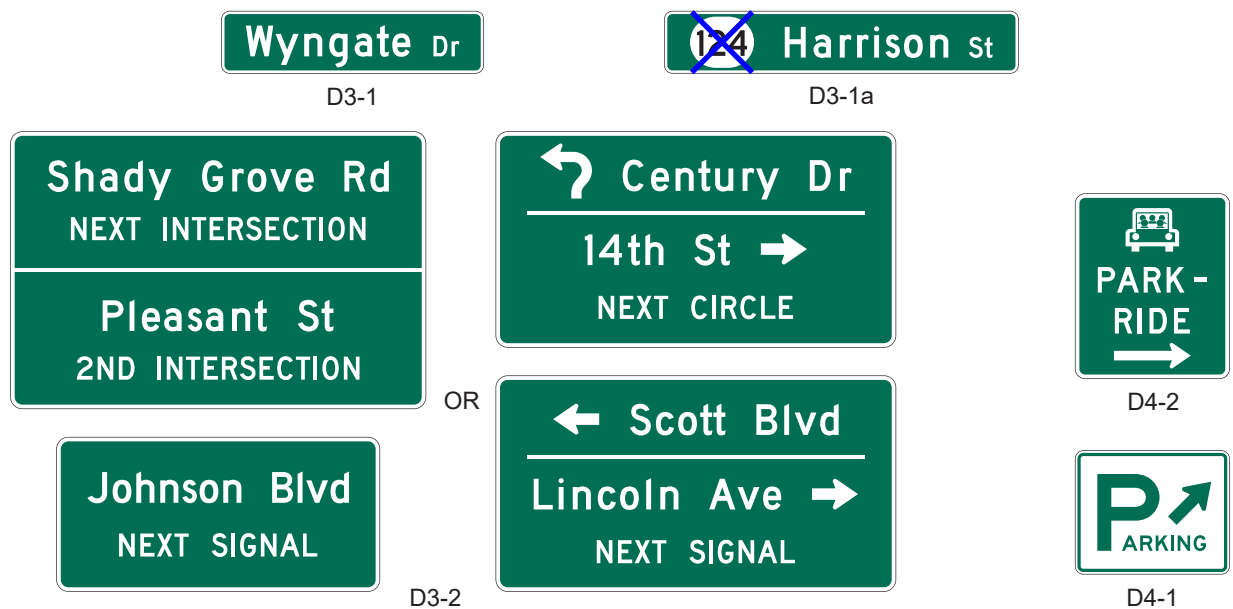 Wyngate Dr
D3-1
124 Harrison St
D3-1a
Shady Grove Rd
NEXT INTERSECTION
Pleasant St
2ND INTERSECTION
OR
Century Dr
14th St
NEXT CIRCLE
Johnson Blvd
NEXT SIGNAL
Scott Blvd
Lincoln Ave
NEXT SIGNAL
D3-2
PARK -
RIDE
D4-2
PARKING
D4-1